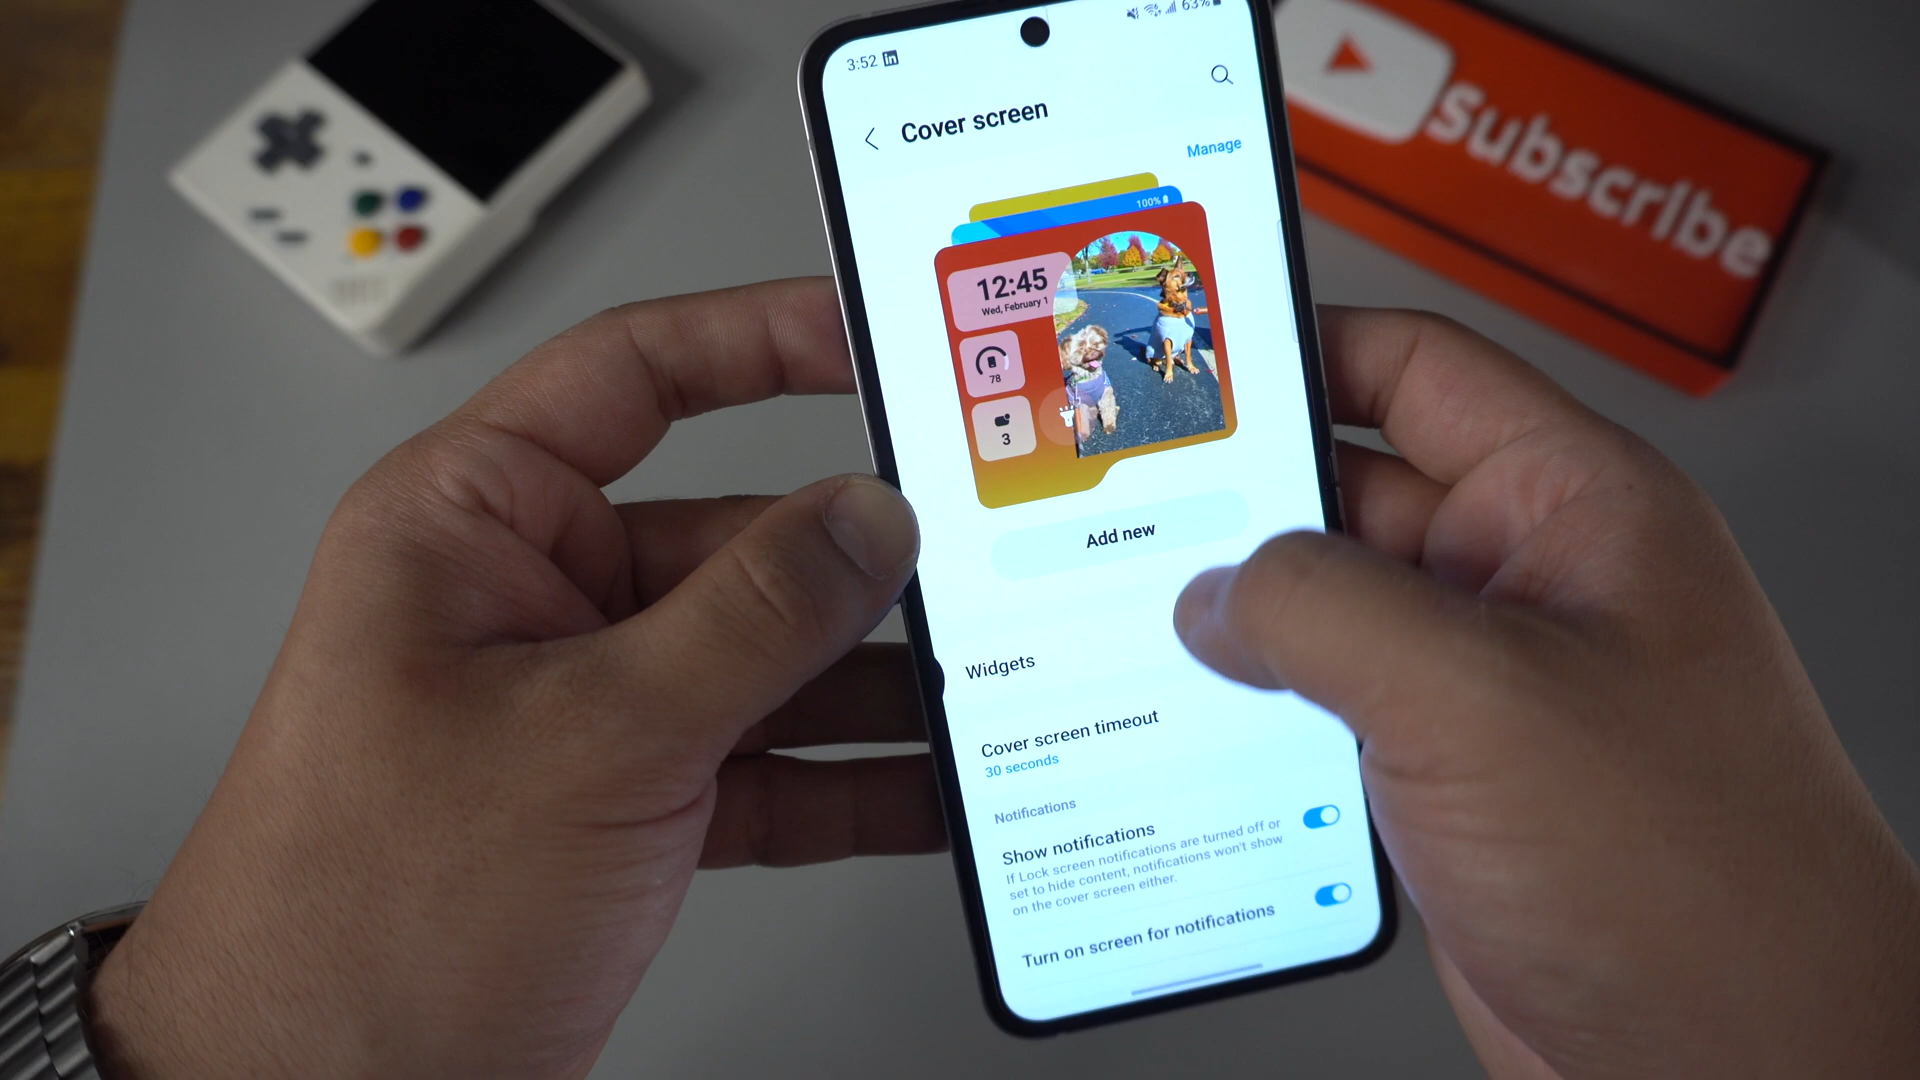 3:52
63%
Cover screen
Manage
100%
12:45
Wed, February 1
78
3
Add new
Widgets
Cover screen timeout
30 seconds
Notifications
Show notifications
If Lock screen notifications are turned off or
set to hide content, notifications won't show
on the cover screen either.
Turn on screen for notifications
Subscribe